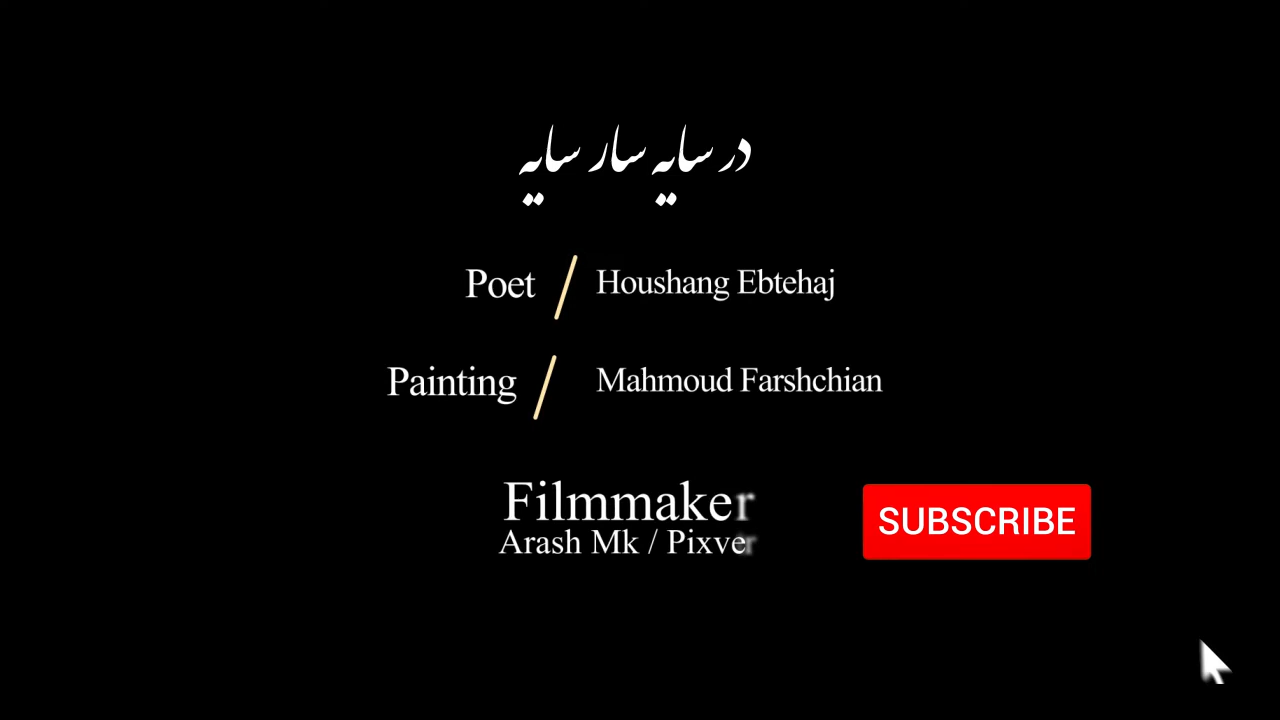 در سایه سار سایه
Poet / Houshang Ebtehaj
Painting / Mahmoud Farshchian
Filmmaker
Arash Mk / Pixver
SUBSCRIBE